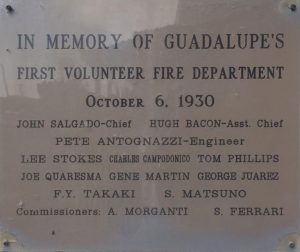 IN MEMORY OF GUADALUPE'S
FIRST VOLUNTEER FIRE DEPARTMENT
OCTOBER 6, 1930
JOHN SALGADO-Chief HUGH BACON-Asst. Chief
PETE ANTOGNAZZI-Engineer
LEE STOKES CHARLES CAMPODONICO TOM PHILLIPS
JOE QUARESMA GENE MARTIN GEORGE JUAREZ
F.Y. TAKAKI S. MATSUNO
Commissioners: A. MORGANTI S. FERRARI